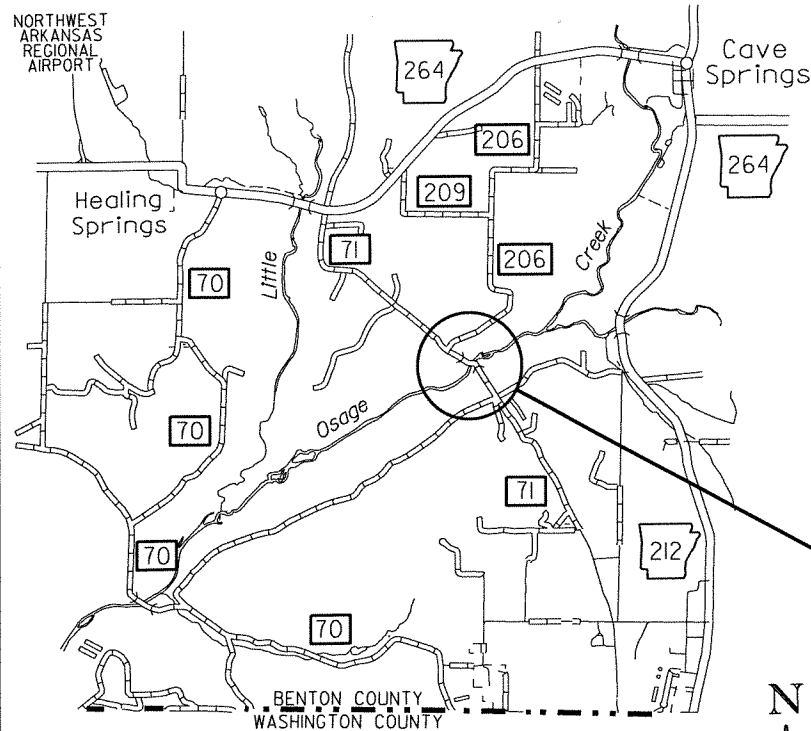 NORTHWEST
ARKANSAS
REGIONAL
AIRPORT
264
Cave
Springs
206
264
209
Healing
Springs
71
206
Creek
70
Little
70
Osage
71
70
212
70
BENTON COUNTY
WASHINGTON COUNTY
N